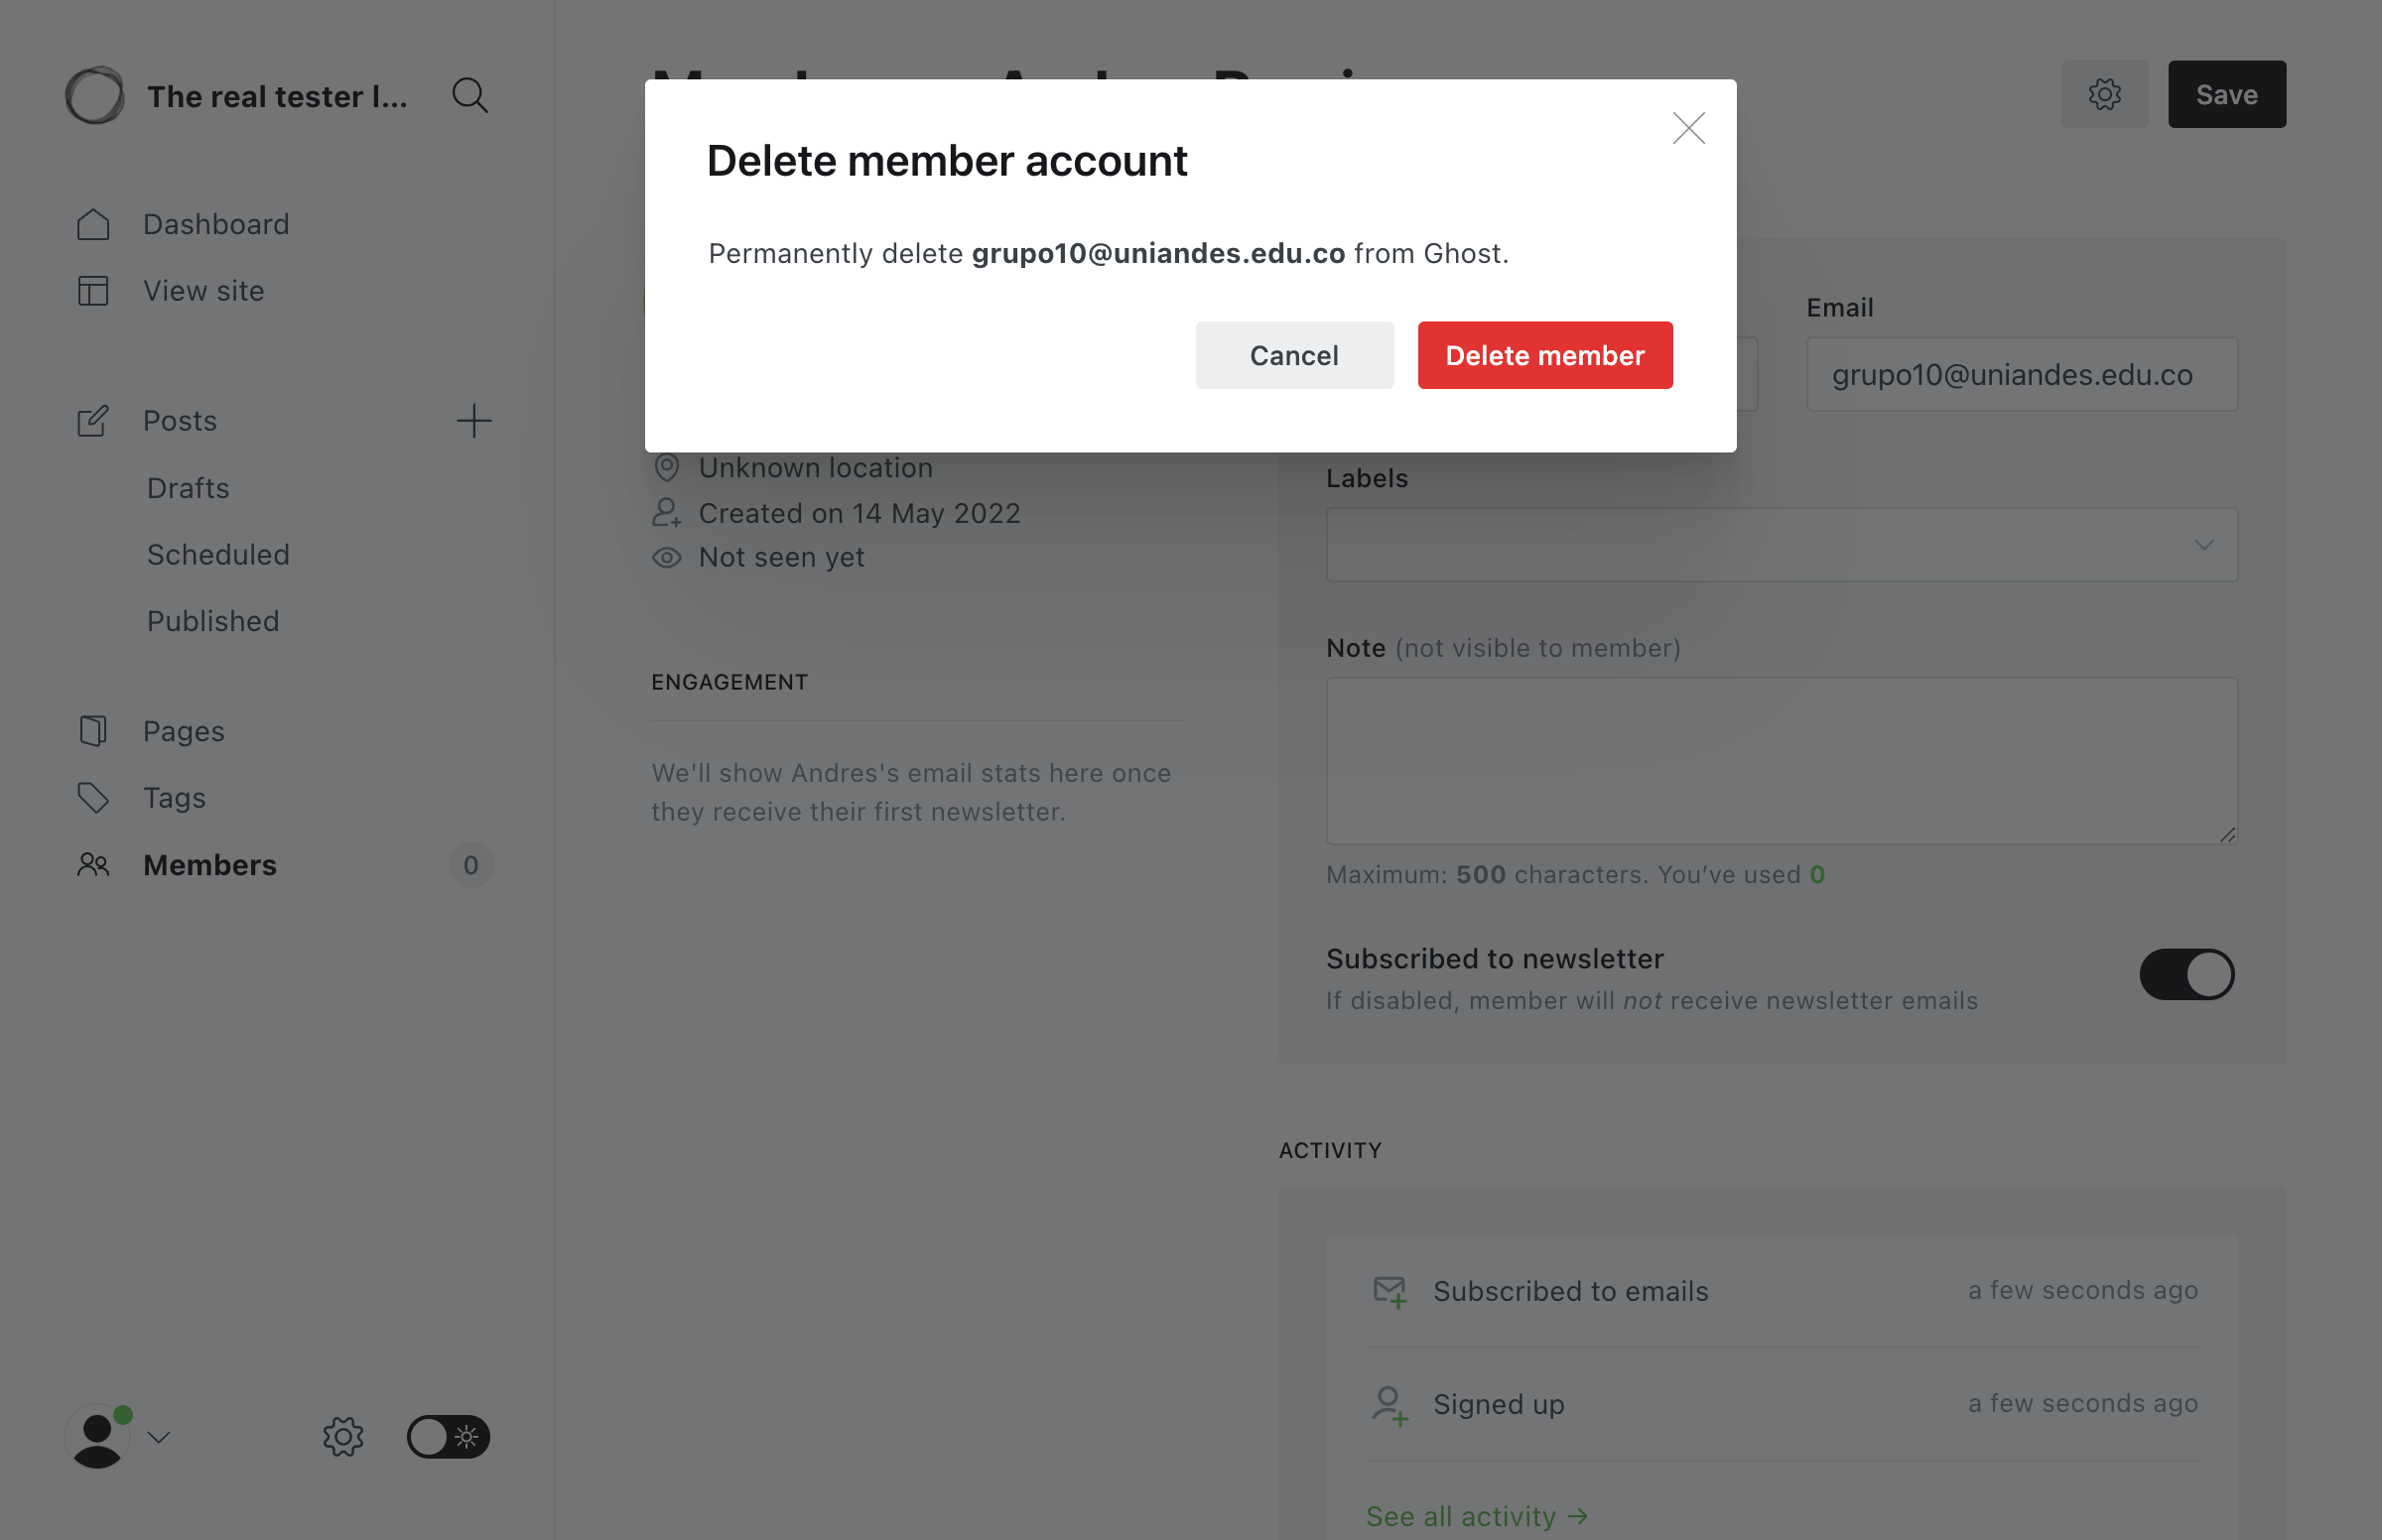 The real tester l...
Dashboard
View site
Posts
Drafts
Scheduled
Published
Pages
Tags
Members 0
Save
Delete member account
Permanently delete grupo10@uniandes.edu.co from Ghost.
Cancel Delete member
Unknown location
Created on 14 May 2022
Not seen yet
ENGAGEMENT
We'll show Andres's email stats here once
they receive their first newsletter.
Email
grupo10@uniandes.edu.co
Labels
Note (not visible to member)
Maximum: 500 characters. You’ve used 0
Subscribed to newsletter
If disabled, member will not receive newsletter emails
ACTIVITY
Subscribed to emails a few seconds ago
Signed up a few seconds ago
See all activity →